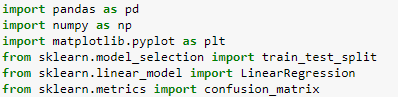 import pandas as pd
import numpy as np
import matplotlib.pyplot as plt
from sklearn.model_selection import train_test_split
from sklearn.linear_model import LinearRegression
from sklearn.metrics import confusion_matrix